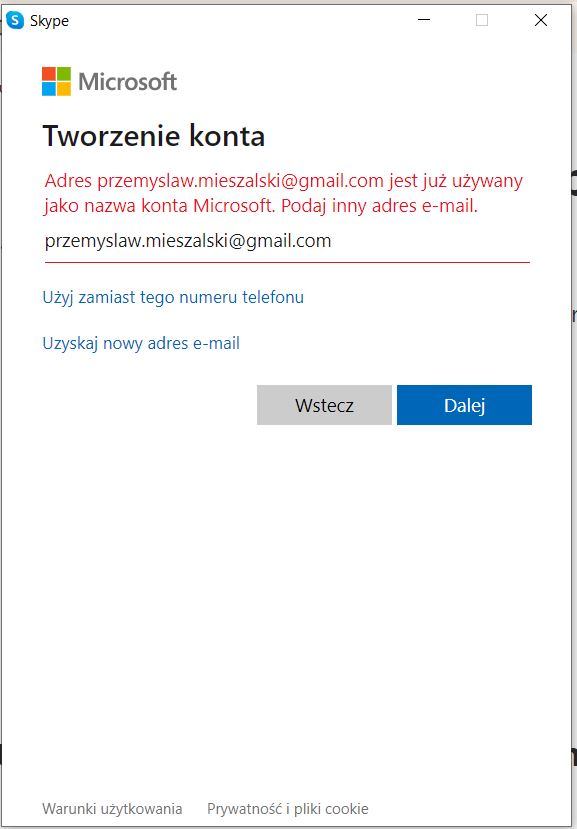 Skype
Microsoft
Tworzenie konta
Adres przemyslaw.mieszalski@gmail.com jest już używany
jako nazwa konta Microsoft. Podaj inny adres e-mail.
przemyslaw.mieszalski@gmail.com
Użyj zamiast tego numeru telefonu
Uzyskaj nowy adres e-mail
Wstecz Dalej
Warunki użytkowania Prywatność i pliki cookie